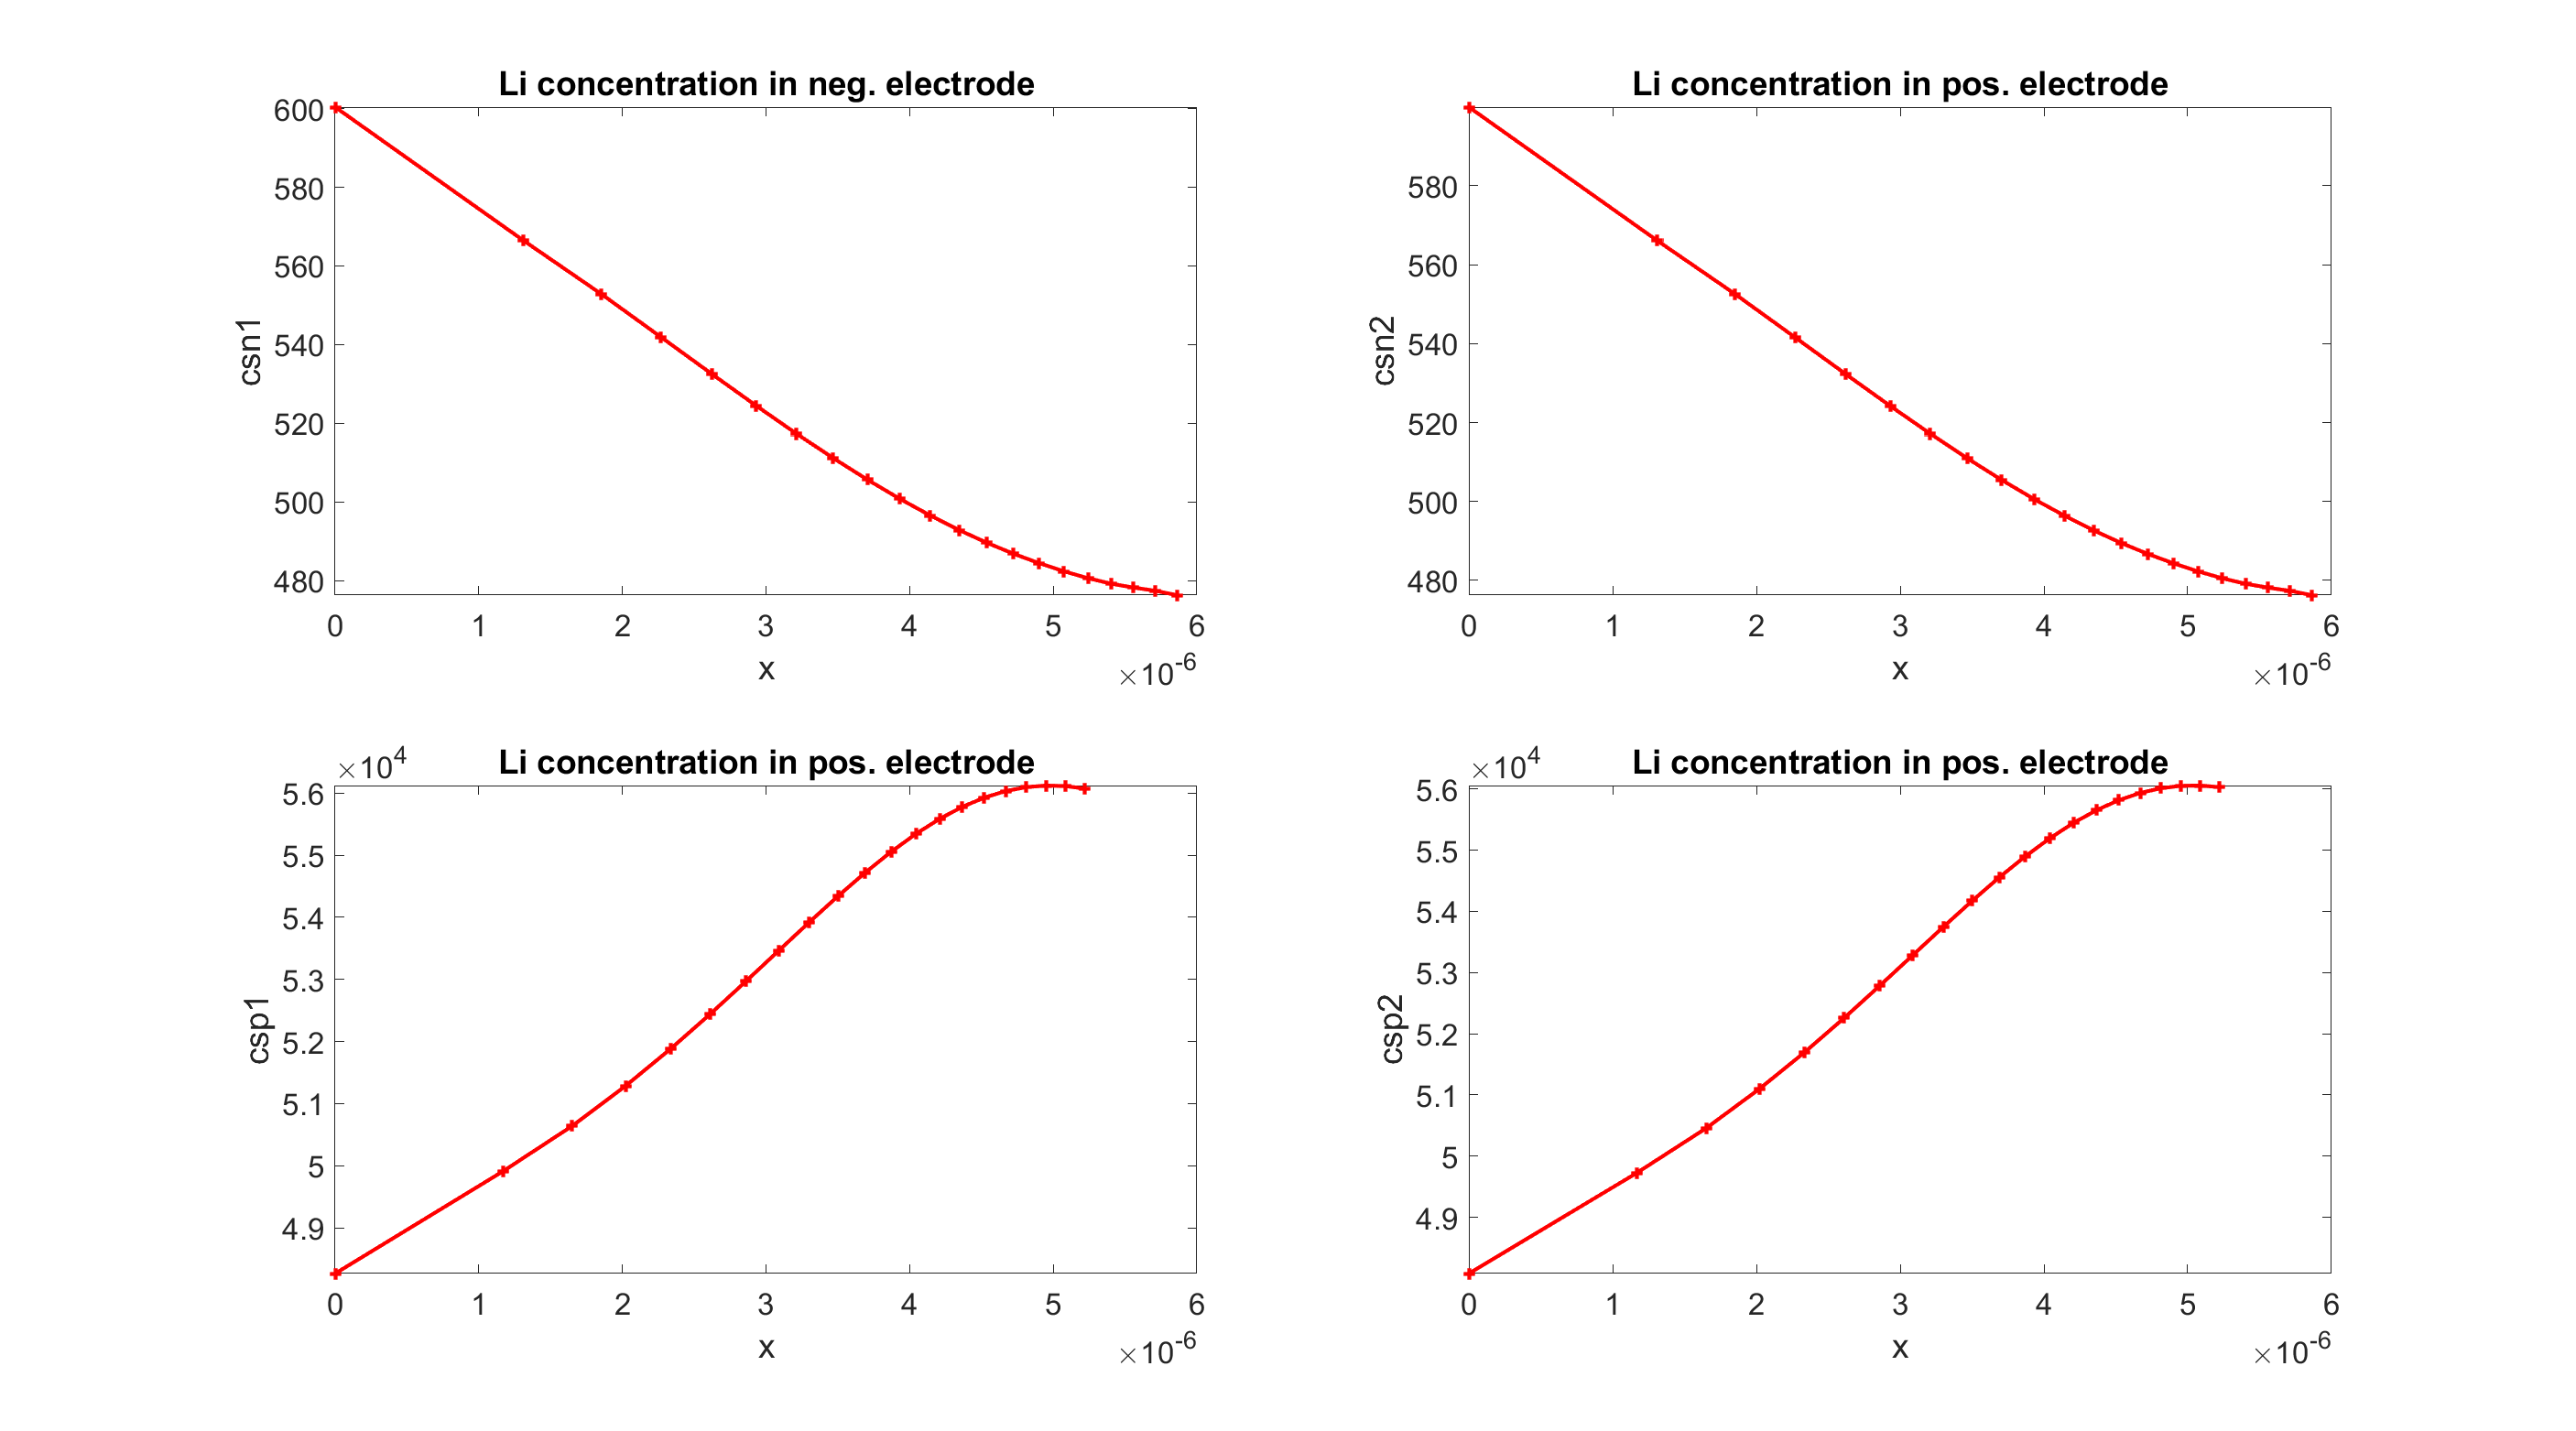 Li concentration in neg. electrode
600
580
560
540
520
500
480
csn1
0 1 2 3 4 5 6
x
×10-6
Li concentration in pos. electrode
580
560
540
520
500
480
csn2
0 1 2 3 4 5 6
x
×10-6
Li concentration in pos. electrode
×104
5.6
5.5
5.4
5.3
5.2
5.1
5
4.9
csp1
0 1 2 3 4 5 6
x
×10-6
Li concentration in pos. electrode
×104
5.6
5.5
5.4
5.3
5.2
5.1
5
4.9
csp2
0 1 2 3 4 5 6
x
×10-6